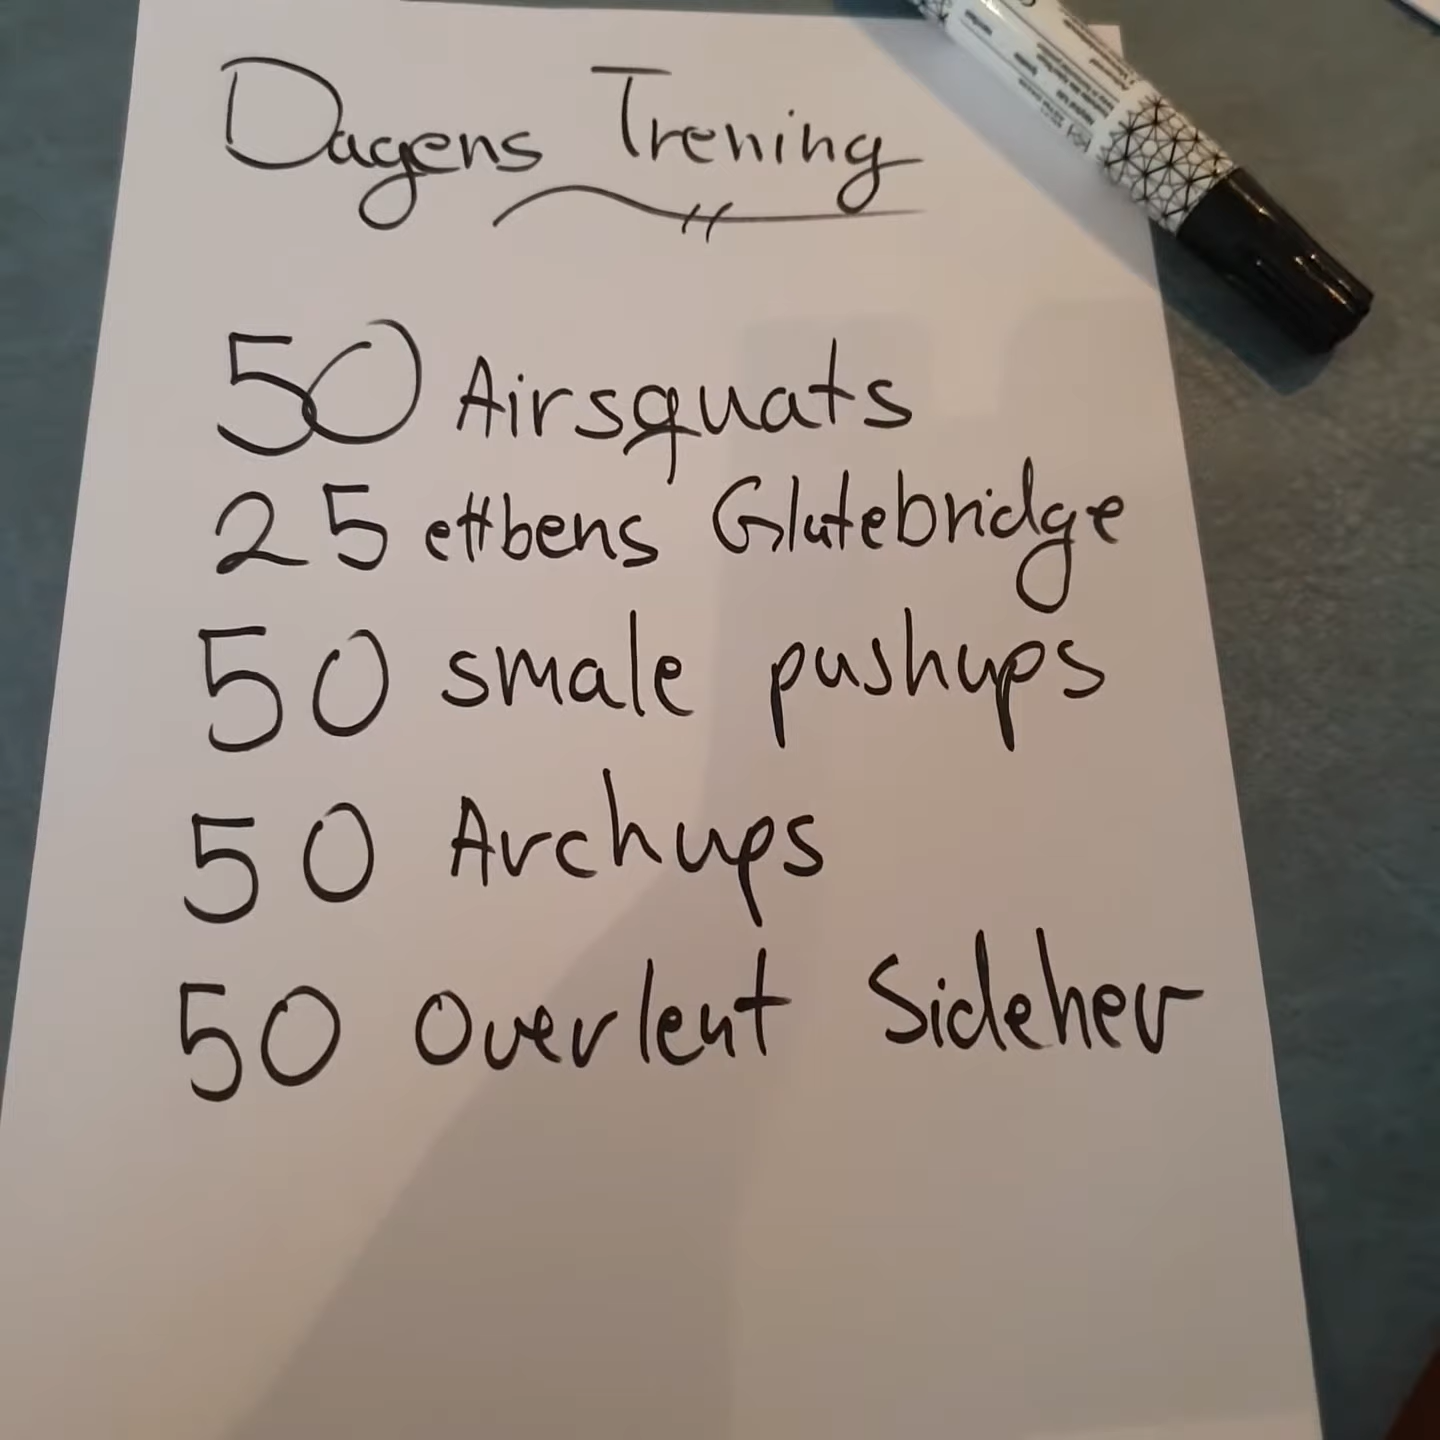 Dagens Trening
50 Airsquats
25 ettbens Glutebridge
50 smale pushups
50 Archups
50 Overlent Sidehev